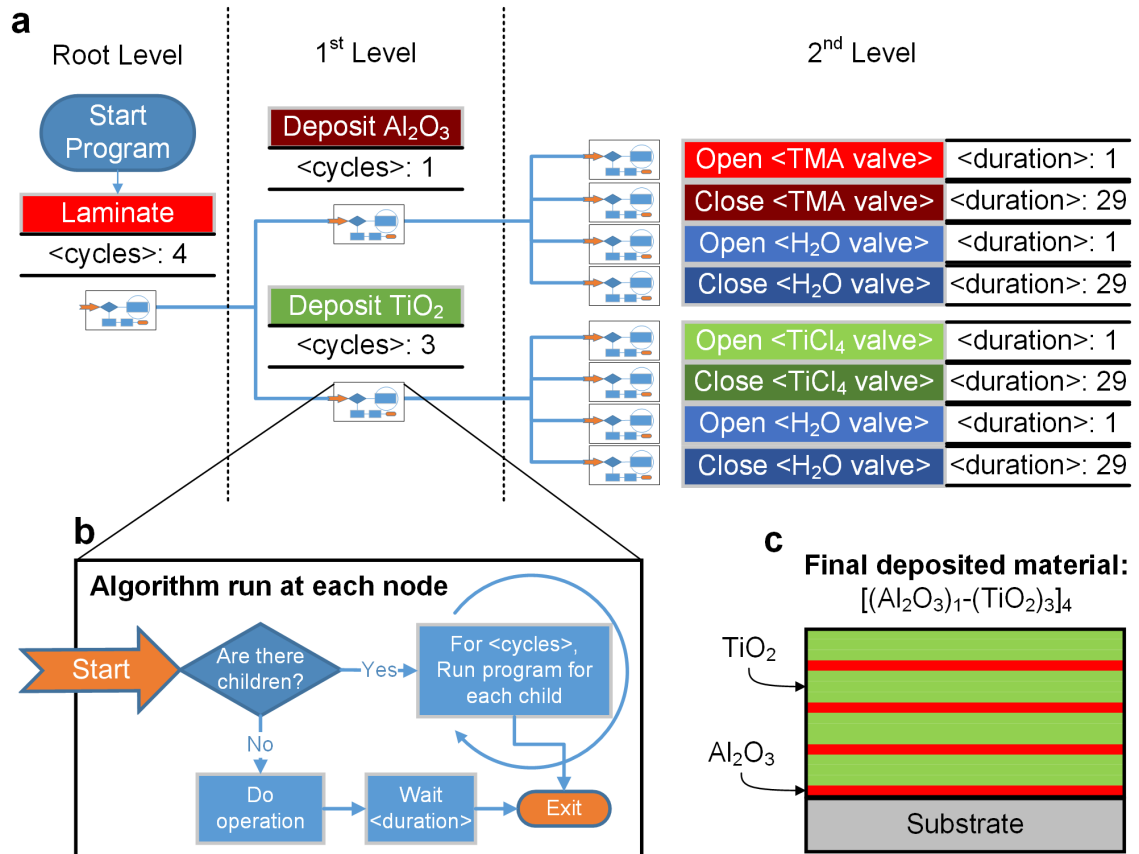 a
Root Level
1st Level
2nd Level
Start
Program
Laminate
<cycles>: 4
Deposit Al₂O₃
<cycles>: 1
Deposit TiO₂
<cycles>: 3
Open <TMA valve> <duration>: 1
Close <TMA valve> <duration>: 29
Open <H₂O valve> <duration>: 1
Close <H₂O valve> <duration>: 29
Open <TiCl₄ valve> <duration>: 1
Close <TiCl₄ valve> <duration>: 29
Open <H₂O valve> <duration>: 1
Close <H₂O valve> <duration>: 29
b
Algorithm run at each node
Start
Are there
children?
Yes
For <cycles>,
Run program for
each child
No
Do
operation
Wait
<duration>
Exit
c
Final deposited material:
[(Al₂O₃)₁-(TiO₂)₃]₄
TiO₂
Al₂O₃
Substrate